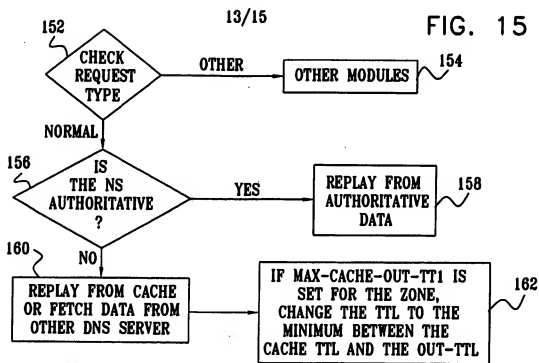 13/15
FIG. 15
152
CHECK
REQUEST
TYPE
OTHER
OTHER MODULES
154
NORMAL
156
IS
THE NS
AUTHORITATIVE
?
YES
REPLAY FROM
AUTHORITATIVE
DATA
158
NO
160
REPLAY FROM CACHE
OR FETCH DATA FROM
OTHER DNS SERVER
IF MAX-CACHE-OUT-TT1 IS
SET FOR THE ZONE,
CHANGE THE TTL TO THE
MINIMUM BETWEEN THE
CACHE TTL AND THE OUT-TTL
162